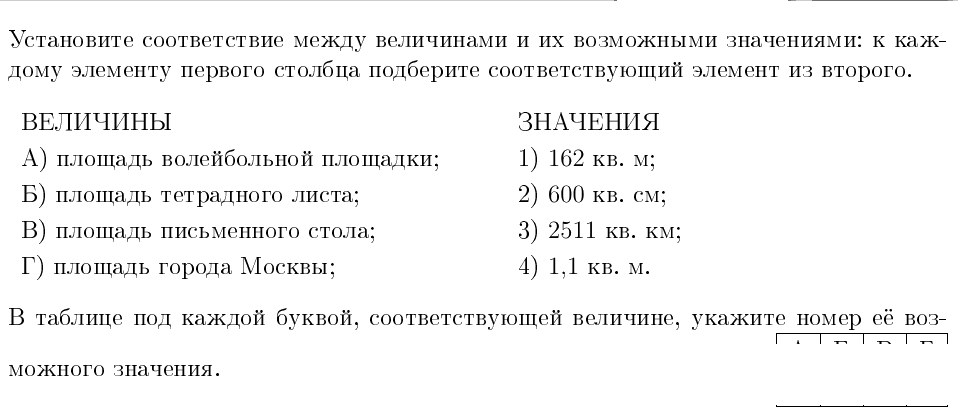 Установите соответствие между величинами и их возможными значениями: к каж-
дому элементу первого столбца подберите соответствующий элемент из второго.
ВЕЛИЧИНЫ
ЗНАЧЕНИЯ
А) площадь волейбольной площадки;
1) 162 кв. м;
Б) площадь тетрадного листа;
2) 600 кв. см;
В) площадь письменного стола;
3) 2511 кв. км;
Г) площадь города Москвы;
4) 1,1 кв. м.
В таблице под каждой буквой, соответствующей величине, укажите номер её воз-
можного значения.